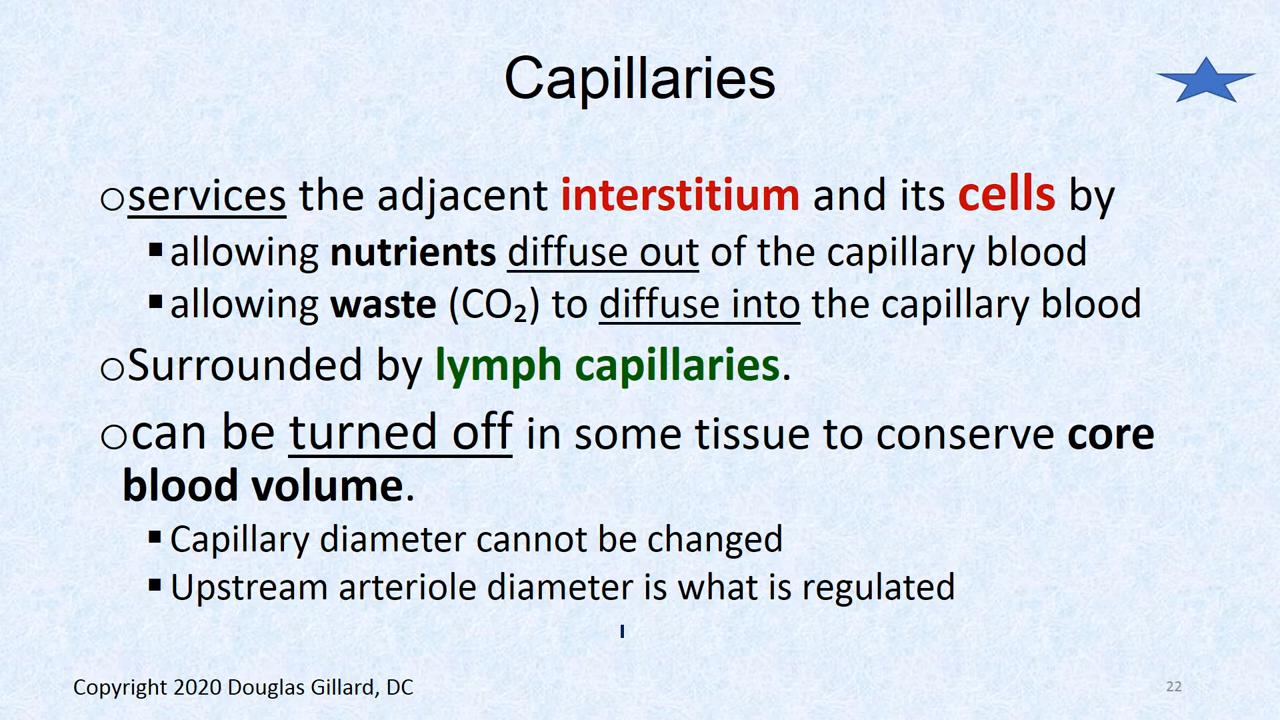 Capillaries
oservices the adjacent interstitium and its cells by
▪allowing nutrients diffuse out of the capillary blood
▪allowing waste (CO₂) to diffuse into the capillary blood
oSurrounded by lymph capillaries.
ocan be turned off in some tissue to conserve core
blood volume.
▪Capillary diameter cannot be changed
▪Upstream arteriole diameter is what is regulated
Copyright 2020 Douglas Gillard, DC
22